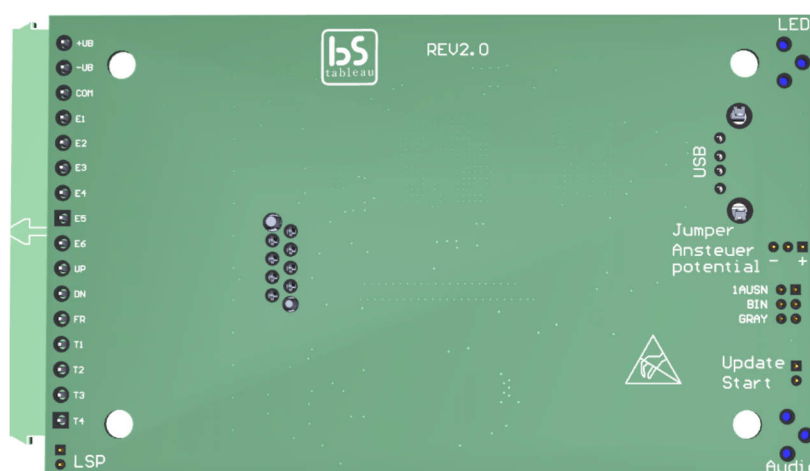 +UB
-UB
COM
E1
E2
E3
E4
E5
E6
UP
DN
FR
T1
T2
T3
T4
LSP
bS
tableau
REV2.0
LED
USB
Jumper
Ansteuer
potential
- +
1AUSN
BIN
GRAY
Update
Start
Audio